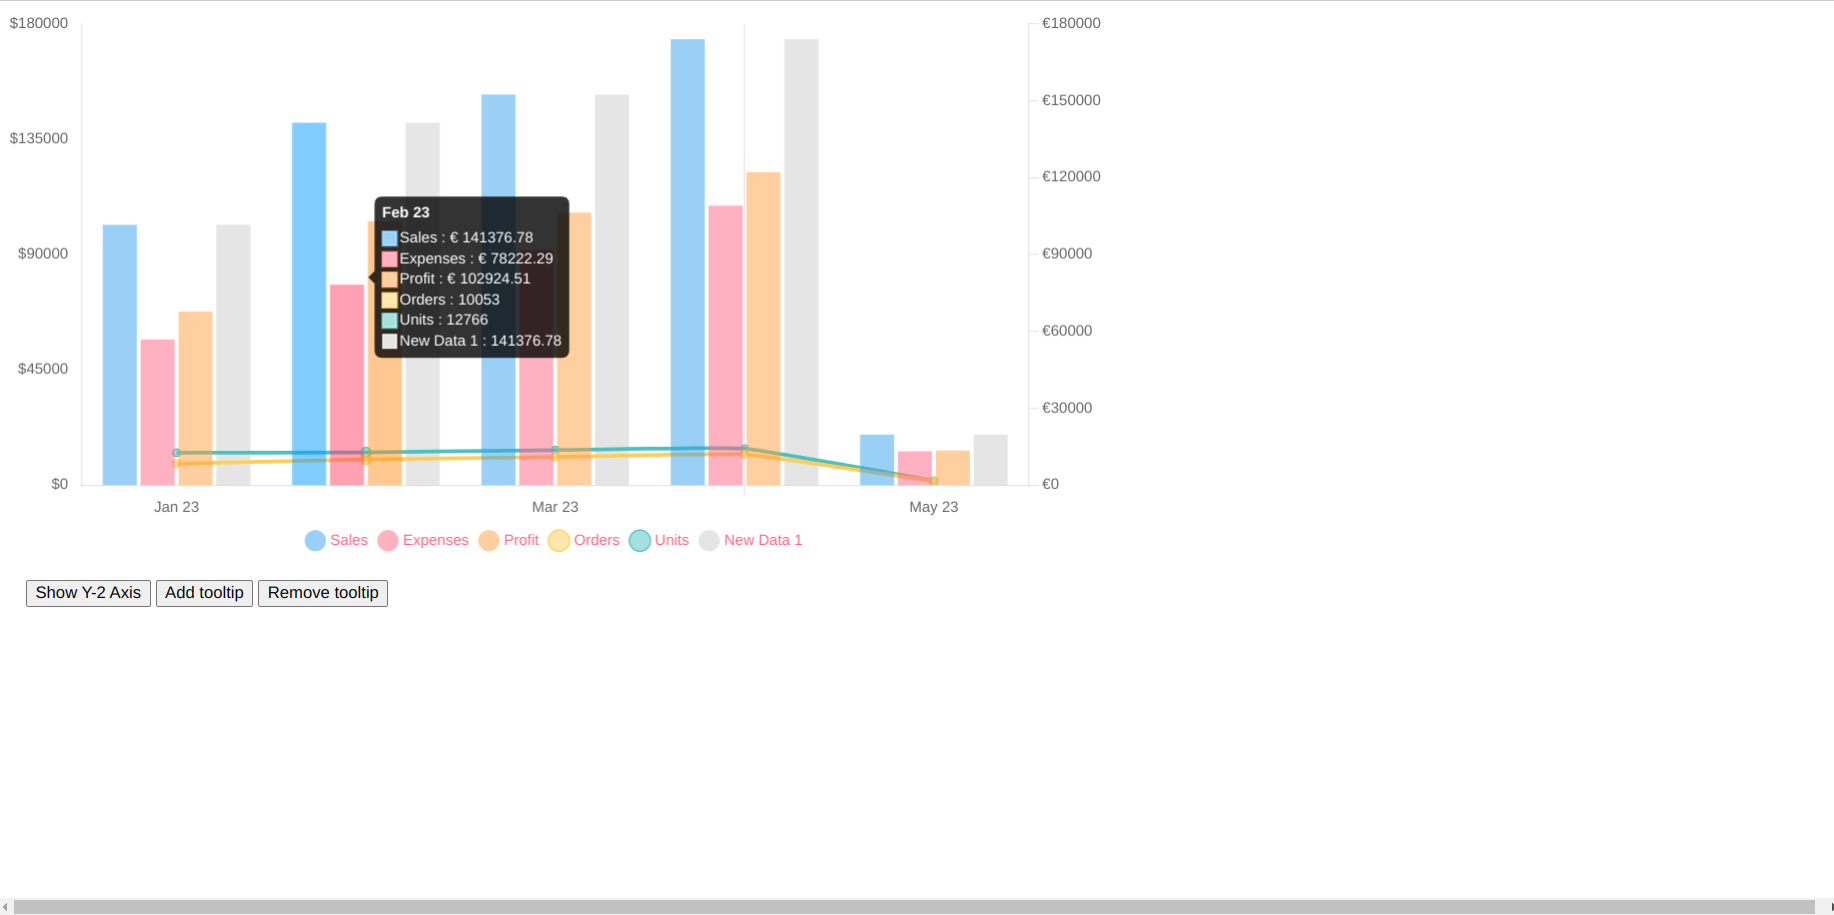 $180000
$135000
$90000
$45000
$0
€180000
€150000
€120000
€90000
€60000
€30000
€0
Feb 23
Sales : € 141376.78
Expenses : € 78222.29
Profit : € 102924.51
Orders : 10053
Units : 12766
New Data 1 : 141376.78
Jan 23 Mar 23 May 23
Sales Expenses Profit Orders Units New Data 1
Show Y-2 Axis Add tooltip Remove tooltip